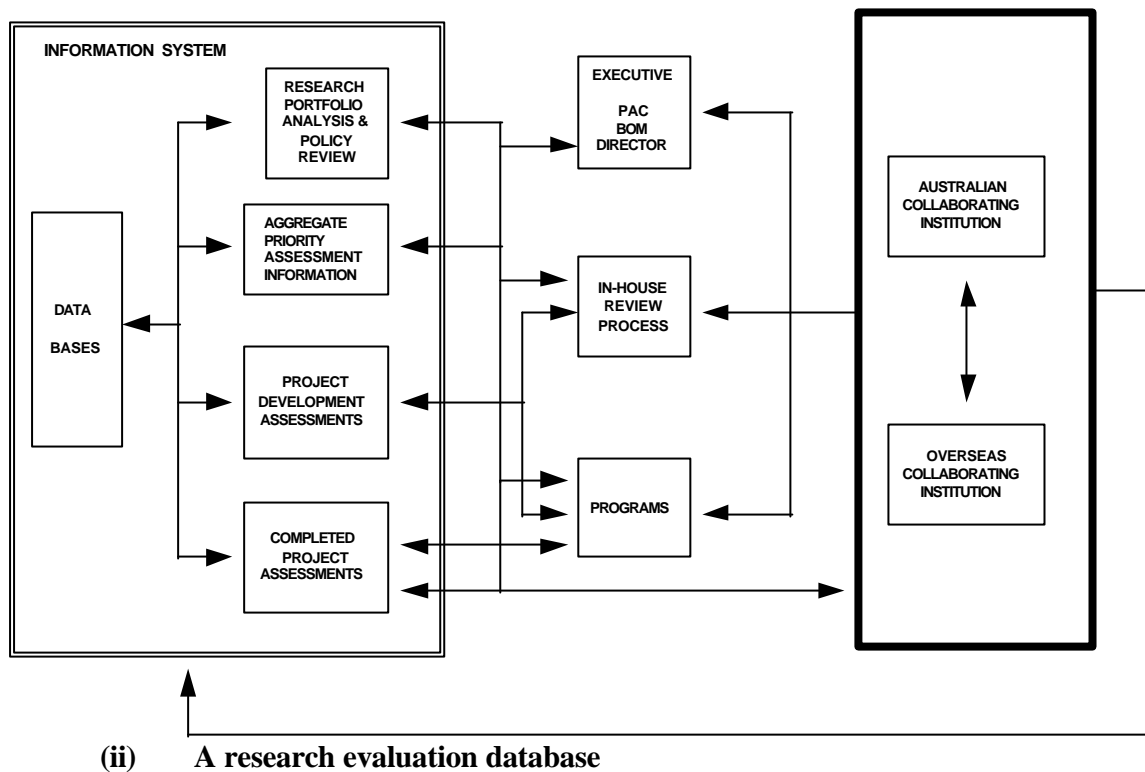 INFORMATION SYSTEM
RESEARCH
PORTFOLIO
ANALYSIS &
POLICY
REVIEW
AGGREGATE
PRIORITY
ASSESSMENT
INFORMATION
DATA
BASES
PROJECT
DEVELOPMENT
ASSESSMENTS
COMPLETED
PROJECT
ASSESSMENTS
EXECUTIVE
PAC
BOM
DIRECTOR
IN-HOUSE
REVIEW
PROCESS
PROGRAMS
AUSTRALIAN
COLLABORATING
INSTITUTION
OVERSEAS
COLLABORATING
INSTITUTION
(ii) A research evaluation database